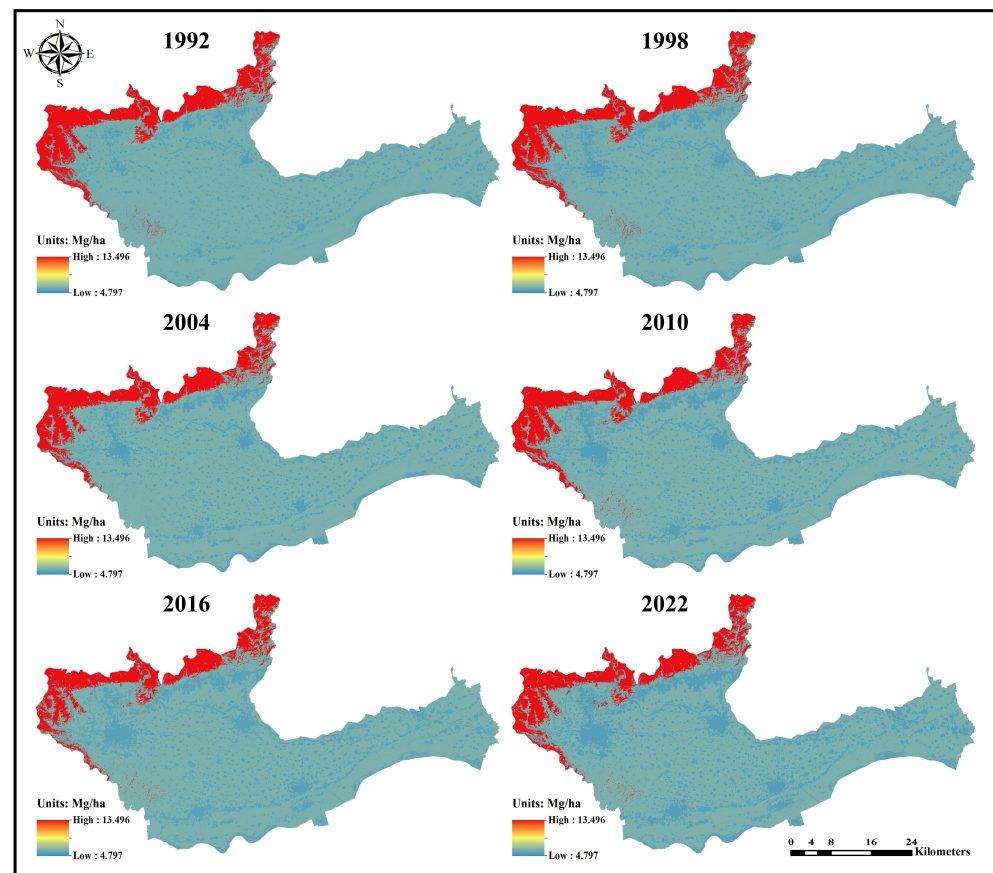 N
W E
S
1992
1998
Units: Mg/ha
High : 13.496
Low : 4.797
Units: Mg/ha
High : 13.496
Low : 4.797
2004
2010
Units: Mg/ha
High : 13.496
Low : 4.797
Units: Mg/ha
High : 13.496
Low : 4.797
2016
2022
Units: Mg/ha
High : 13.496
Low : 4.797
Units: Mg/ha
High : 13.496
Low : 4.797
0 4 8 16 24
Kilometers